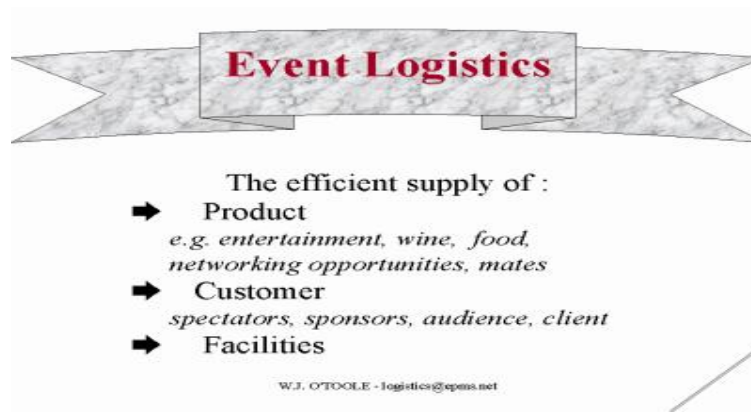 Event Logistics
The efficient supply of :
Product
e.g. entertainment, wine, food,
networking opportunities, mates
Customer
spectators, sponsors, audience, client
Facilities
W.J. O'TOOLE - logistics@epms.net